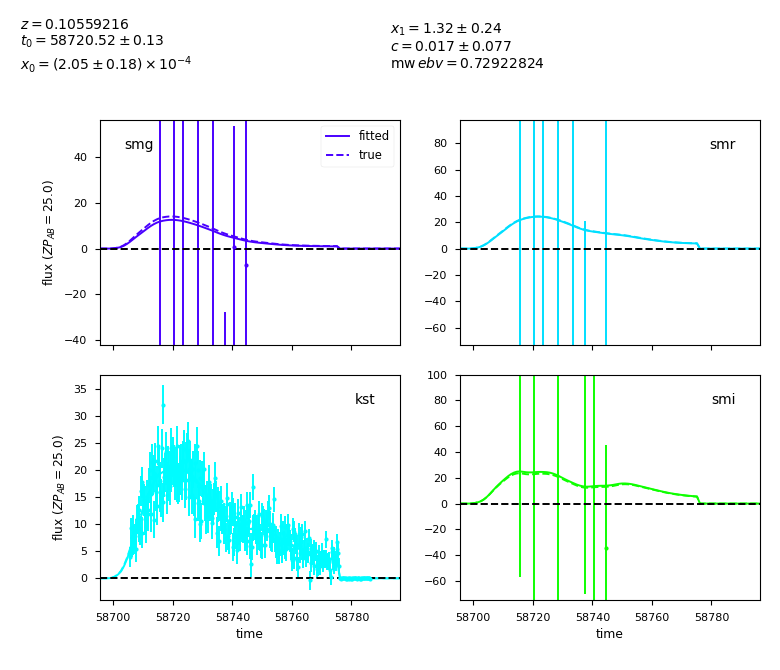 z = 0.10559216
t₀ = 58720.52 ± 0.13
x₀ = (2.05 ± 0.18) × 10⁻⁴
x₁ = 1.32 ± 0.24
c = 0.017 ± 0.077
mw ebv = 0.72922824
smg
fitted
true
40
20
0
−20
−40
flux (ZP_AB = 25.0)
smr
80
60
40
20
0
−20
−40
−60
kst
35
30
25
20
15
10
5
0
flux (ZP_AB = 25.0)
58700 58720 58740 58760 58780
time
smi
100
80
60
40
20
0
−20
−40
−60
58700 58720 58740 58760 58780
time